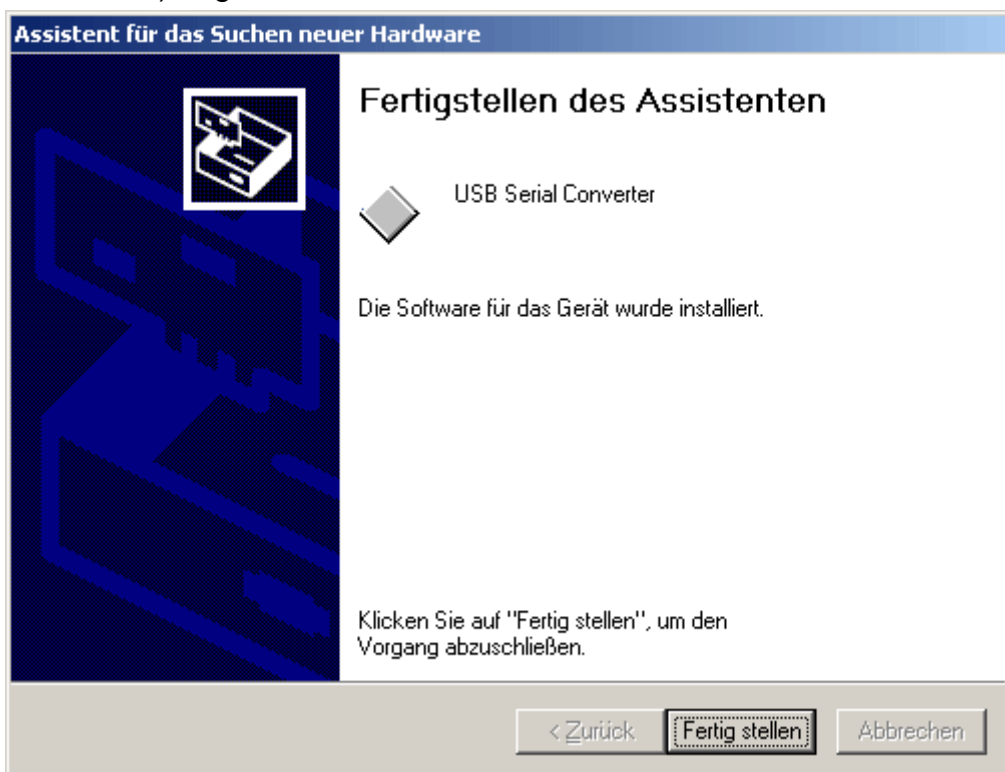 Assistent für das Suchen neuer Hardware
Fertigstellen des Assistenten
USB Serial Converter
Die Software für das Gerät wurde installiert.
Klicken Sie auf "Fertig stellen", um den
Vorgang abzuschließen.
< Zurück
Fertig stellen
Abbrechen